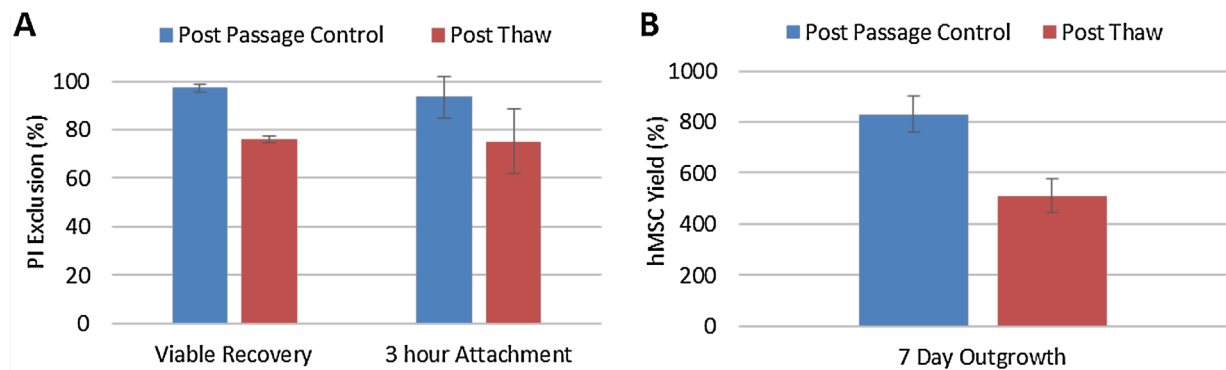 A
Post Passage Control Post Thaw
PI Exclusion (%)
100
80
60
40
20
0
Viable Recovery 3 hour Attachment
B
Post Passage Control Post Thaw
hMSC Yield (%)
1000
800
600
400
200
0
7 Day Outgrowth